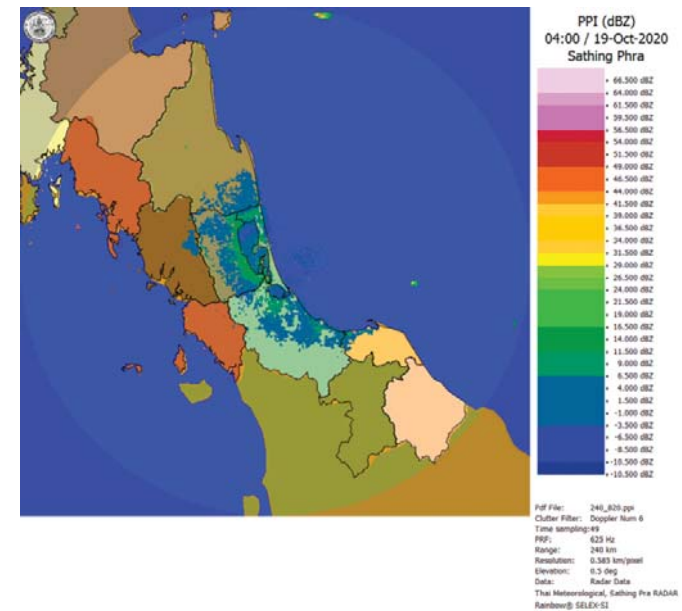 PPI (dBZ)
04:00 / 19-Oct-2020
Sathing Phra
66.500 dBZ
64.000 dBZ
61.500 dBZ
59.500 dBZ
56.500 dBZ
54.000 dBZ
51.500 dBZ
49.000 dBZ
46.500 dBZ
44.000 dBZ
41.500 dBZ
39.000 dBZ
36.500 dBZ
34.000 dBZ
31.500 dBZ
29.000 dBZ
26.500 dBZ
24.000 dBZ
21.500 dBZ
19.000 dBZ
16.500 dBZ
14.000 dBZ
11.500 dBZ
9.000 dBZ
6.500 dBZ
4.000 dBZ
1.500 dBZ
-1.000 dBZ
-3.500 dBZ
-6.500 dBZ
-8.500 dBZ
-10.500 dBZ
-10.500 dBZ
Pdf File: 240_820.ppi
Clutter Filter: Doppler Num 6
Time sampling:49
PRF: 625 Hz
Range: 240 km
Resolution: 0.585 km/pixel
Elevation: 0.5 deg
Data: Radar Data
Thai Meteorological, Sathing Pra RADAR
Rainbow® SELEX-SI